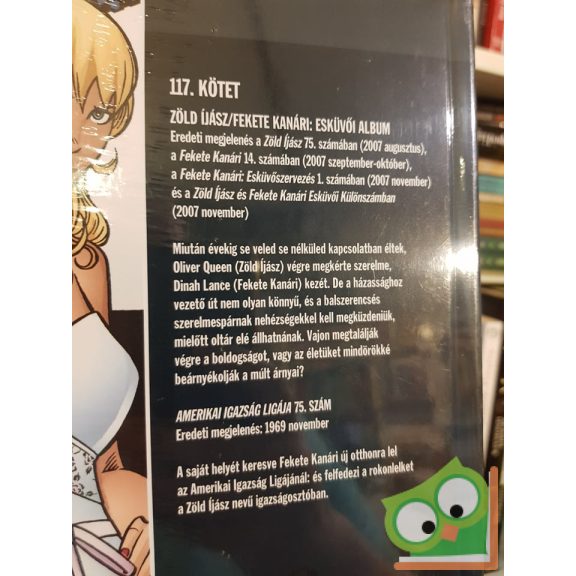 117. KÖTET
ZÖLD ÍJÁSZ/FEKETE KANÁRI: ESKÜVŐI ALBUM
Eredeti megjelenés a Zöld Íjász 75. számában (2007 augusztus),
a Fekete Kanári 14. számában (2007 szeptember-október),
a Fekete Kanári: Esküvőszervezés 1. számában (2007 november)
és a Zöld Íjász és Fekete Kanári Esküvői Különszámban
(2007 november)
Miután évekig se veled se nélküled kapcsolatban éltek,
Oliver Queen (Zöld Íjász) végre megkérte szerelme,
Dinah Lance (Fekete Kanári) kezét. De a házassághoz
vezető út nem olyan könnyű, és a balszerencsés
szerelmespárnak nehézségekkel kell megküzdeniük,
mielőtt oltár elé állhatnának. Vajon megtalálják
végre a boldogságot, vagy az életüket mindörökké
beárnyékolják a múlt árnyai?
AMERIKAI IGAZSÁG LIGÁJA 75. SZÁM
Eredeti megjelenés: 1969 november
A saját helyét keresve Fekete Kanári új otthonra lel
az Amerikai Igazság Ligájánál: és felfedezi a rokonlelket
a Zöld Íjász nevű igazságosztóban.